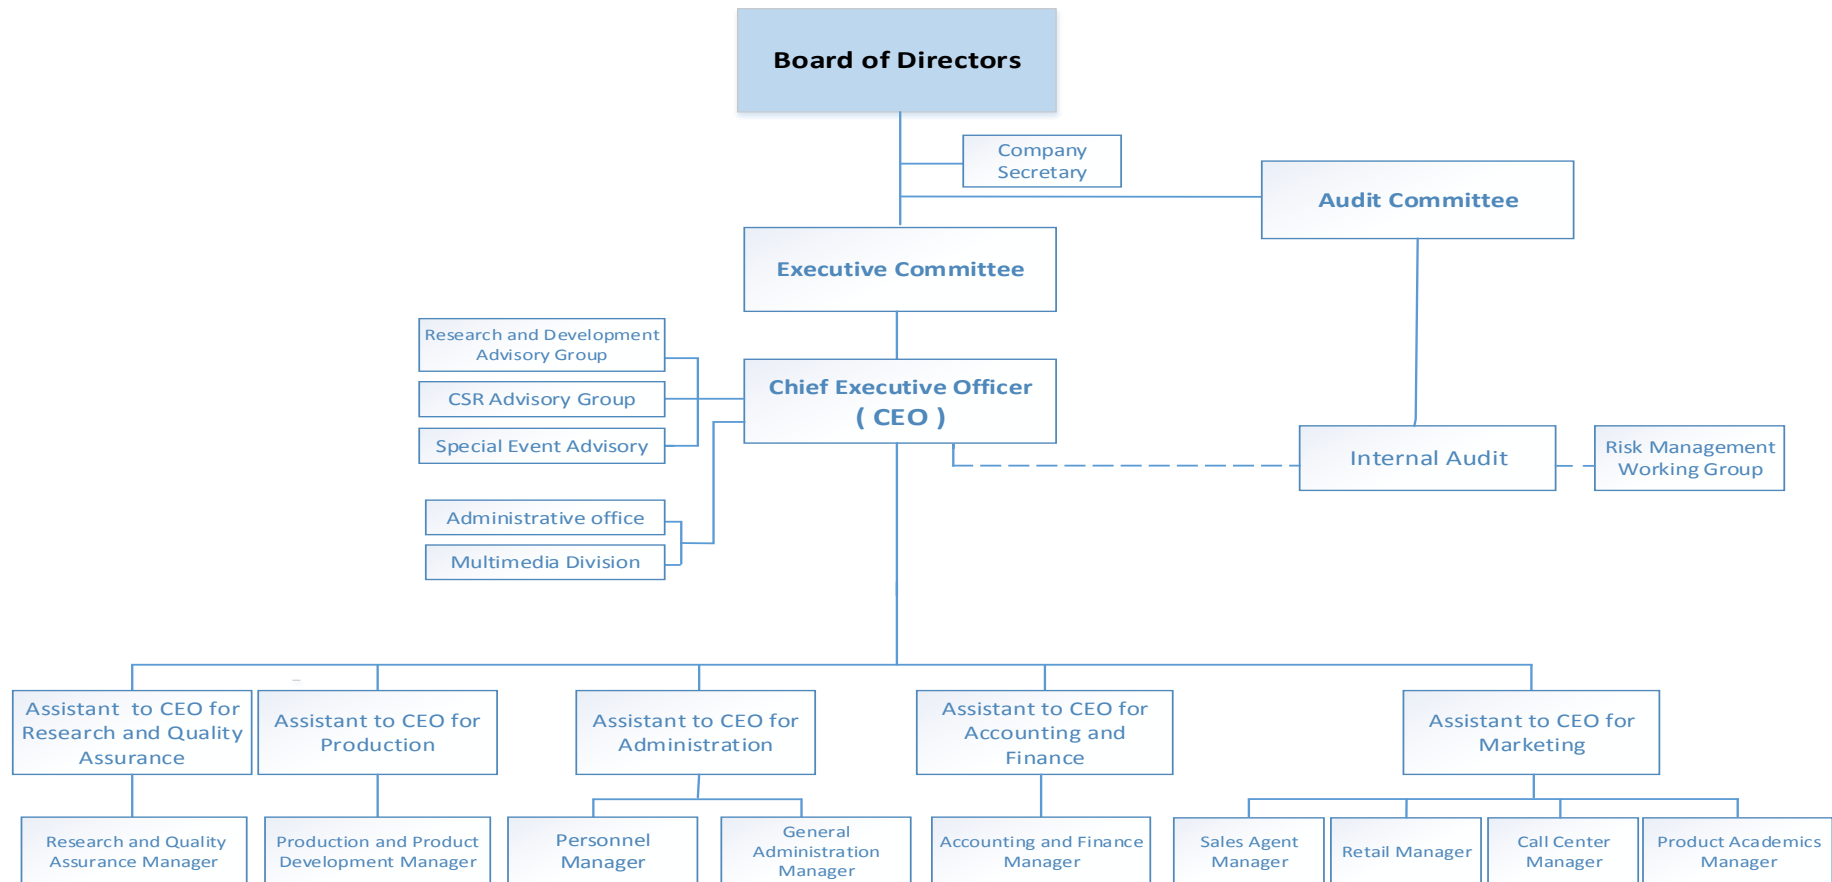 Board of Directors
Company
Secretary
Audit Committee
Executive Committee
Research and Development
Advisory Group
CSR Advisory Group
Special Event Advisory
Chief Executive Officer
( CEO )
Internal Audit
Risk Management
Working Group
Administrative office
Multimedia Division
Assistant to CEO for
Research and Quality
Assurance
Assistant to CEO for
Production
Assistant to CEO for
Administration
Assistant to CEO for
Accounting and
Finance
Assistant to CEO for
Marketing
Research and Quality
Assurance Manager
Production and Product
Development Manager
Personnel
Manager
General
Administration
Manager
Accounting and Finance
Manager
Sales Agent
Manager
Retail Manager
Call Center
Manager
Product Academics
Manager